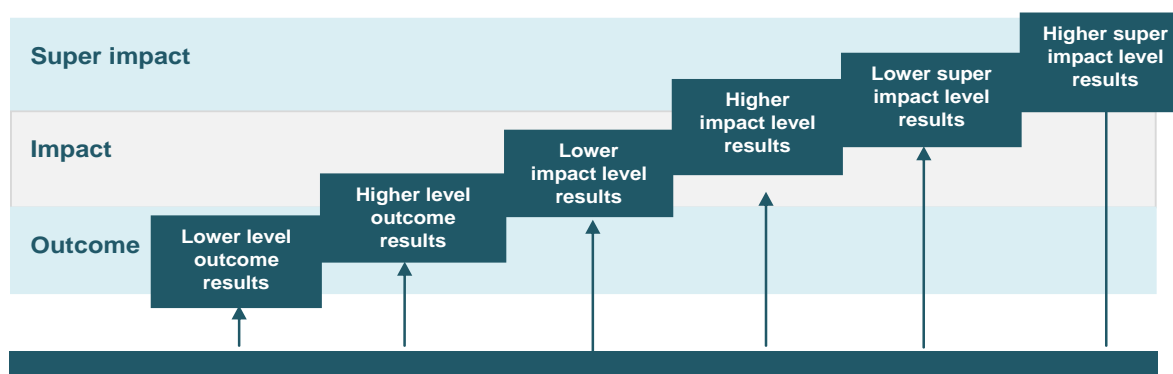 Super impact
Impact
Outcome
Lower level
outcome
results
Higher level
outcome
results
Lower
impact level
results
Higher
impact level
results
Lower super
impact level
results
Higher super
impact level
results